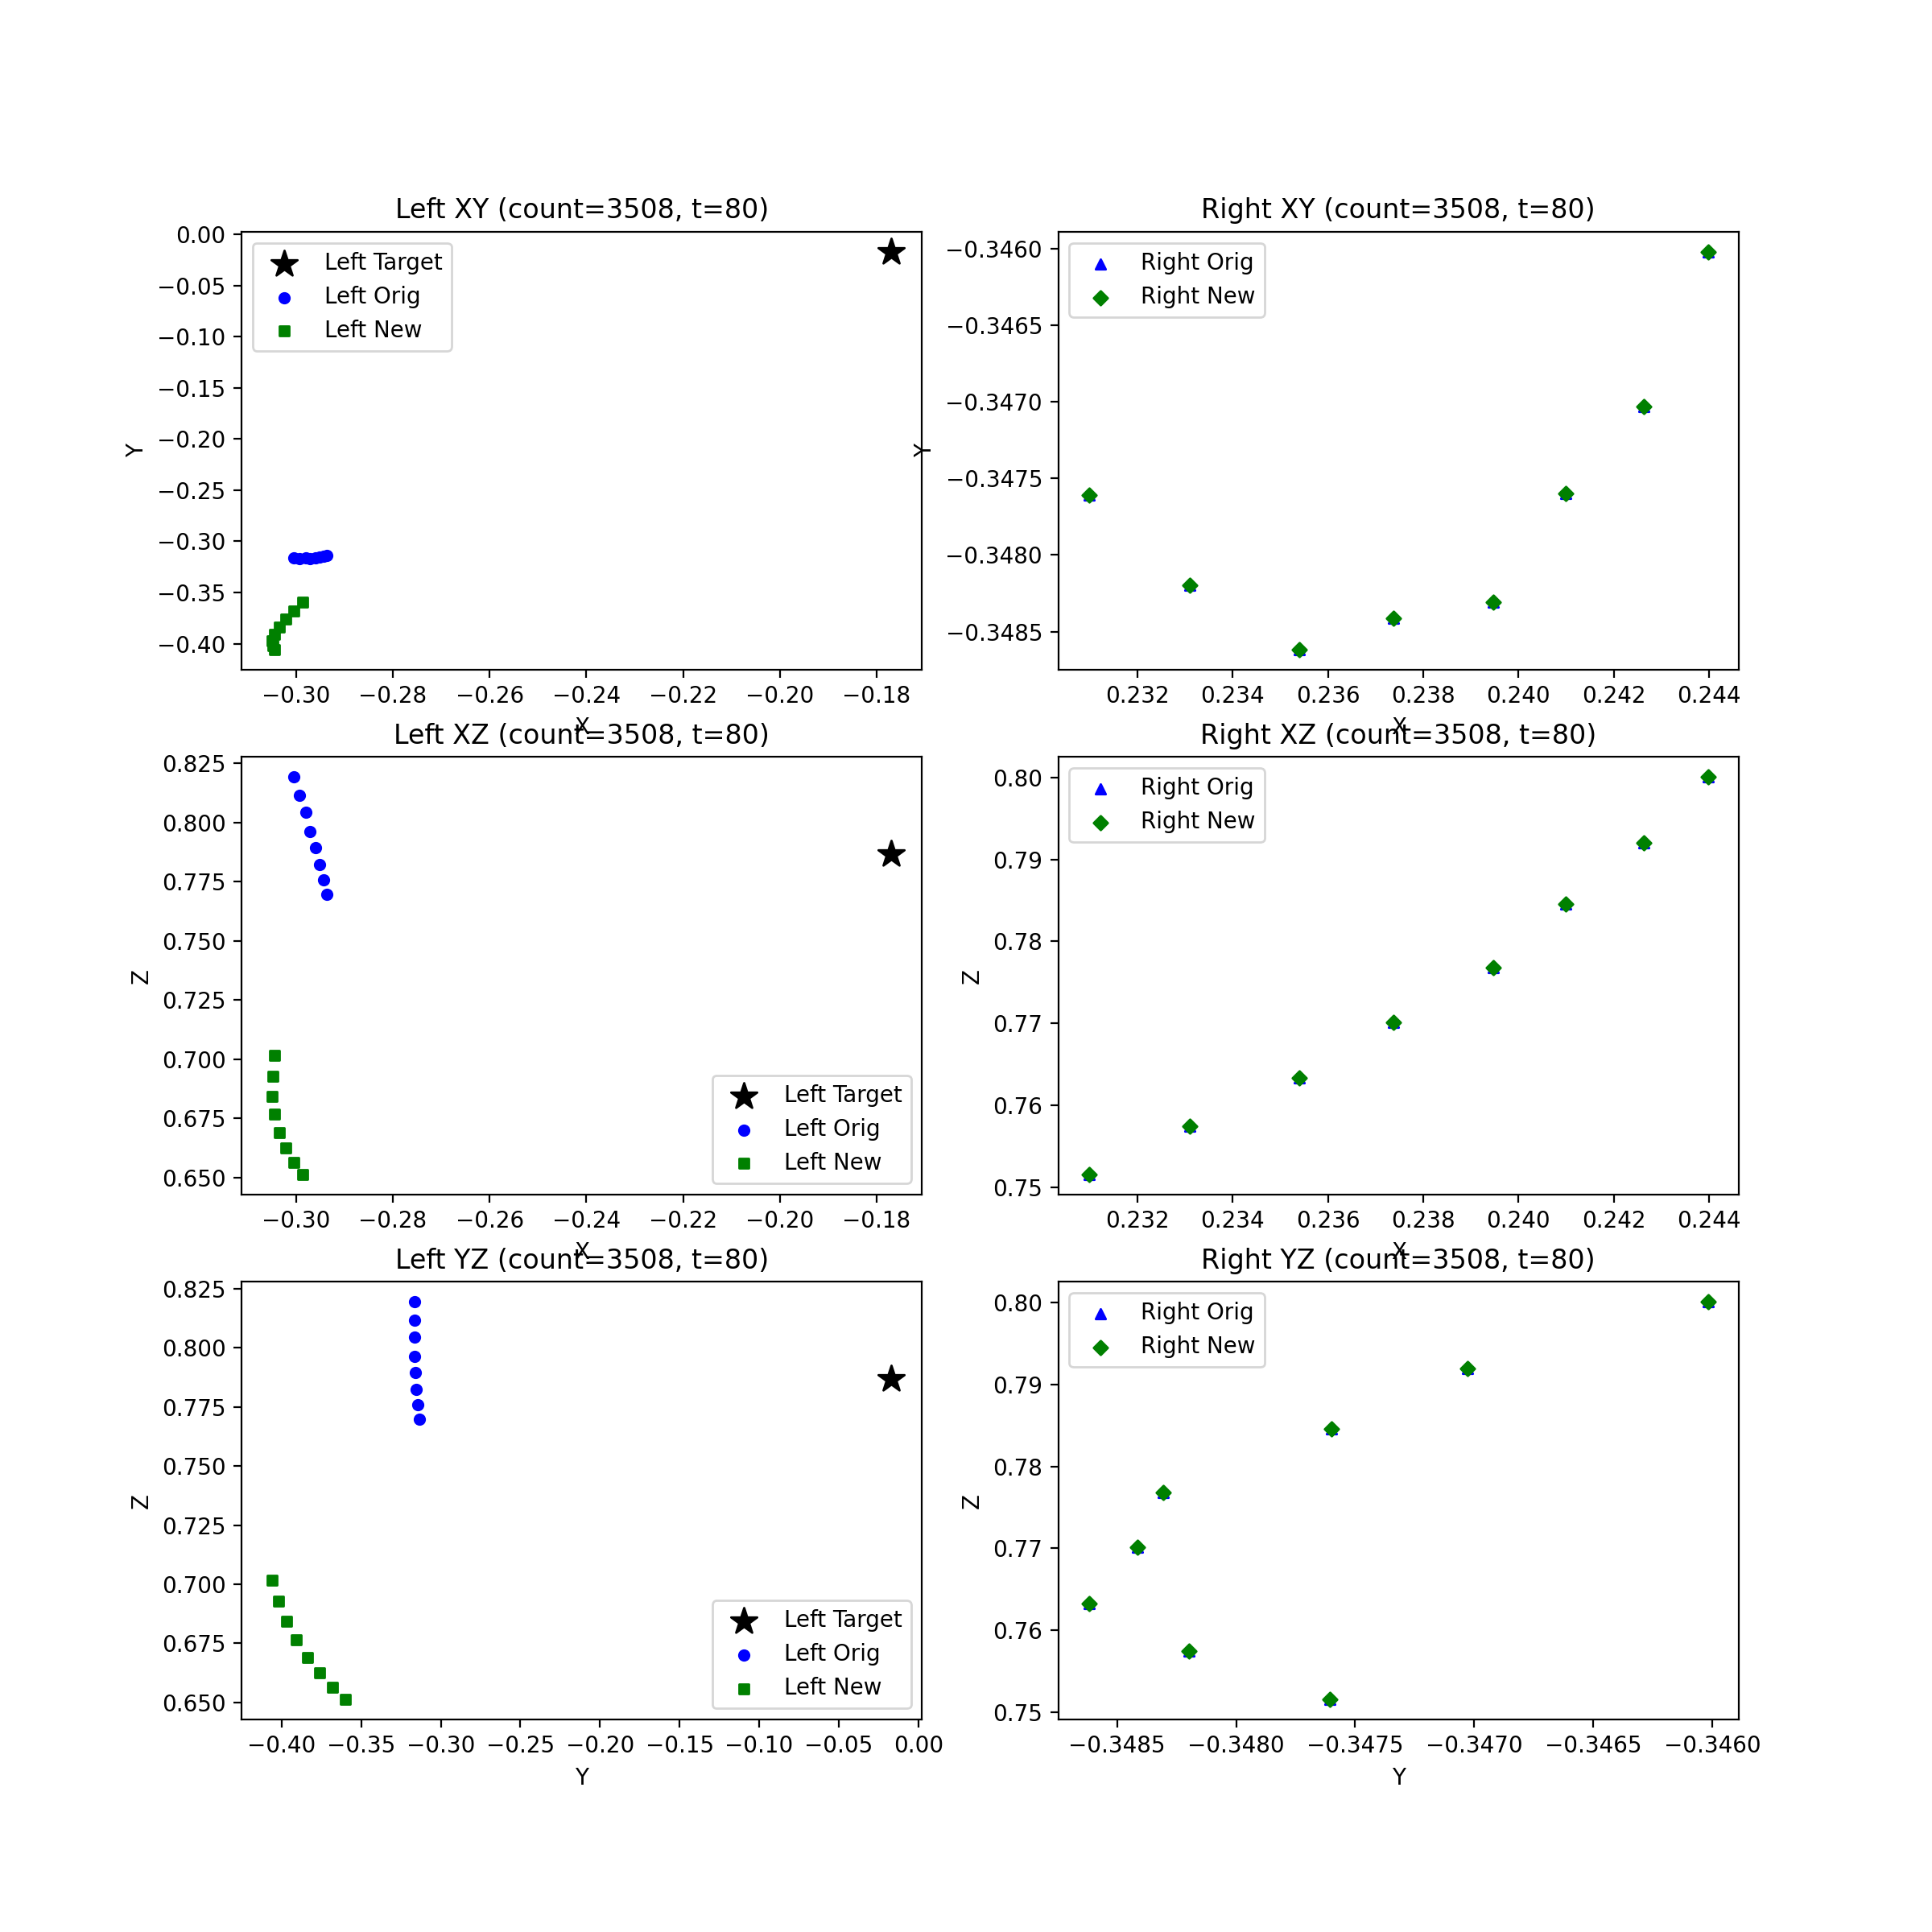 Left XY (count=3508, t=80)
0.00
−0.05
−0.10
−0.15
−0.20
−0.25
−0.30
−0.35
−0.40
Y
Left Target
Left Orig
Left New
−0.30 −0.28 −0.26 −0.24 −0.22 −0.20 −0.18
X
Right XY (count=3508, t=80)
−0.3460
−0.3465
−0.3470
−0.3475
−0.3480
−0.3485
Y
Right Orig
Right New
0.232 0.234 0.236 0.238 0.240 0.242 0.244
X
Left XZ (count=3508, t=80)
0.825
0.800
0.775
0.750
0.725
0.700
0.675
0.650
Z
Left Target
Left Orig
Left New
−0.30 −0.28 −0.26 −0.24 −0.22 −0.20 −0.18
X
Right XZ (count=3508, t=80)
0.80
0.79
0.78
0.77
0.76
0.75
Z
Right Orig
Right New
0.232 0.234 0.236 0.238 0.240 0.242 0.244
X
Left YZ (count=3508, t=80)
0.825
0.800
0.775
0.750
0.725
0.700
0.675
0.650
Z
Left Target
Left Orig
Left New
−0.40 −0.35 −0.30 −0.25 −0.20 −0.15 −0.10 −0.05 0.00
Y
Right YZ (count=3508, t=80)
0.80
0.79
0.78
0.77
0.76
0.75
Z
Right Orig
Right New
−0.3485 −0.3480 −0.3475 −0.3470 −0.3465 −0.3460
Y